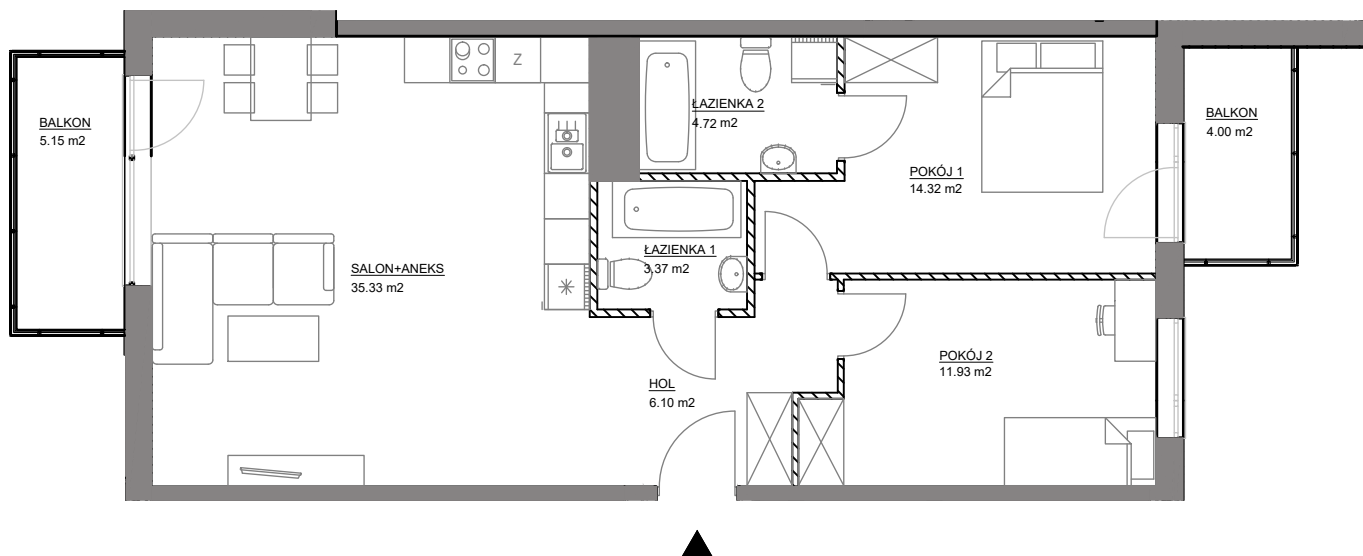 BALKON
5.15 m2
Z
SALON+ANEKS
35.33 m2
ŁAZIENKA 2
4.72 m2
ŁAZIENKA 1
3.37 m2
HOL
6.10 m2
POKÓJ 1
14.32 m2
POKÓJ 2
11.93 m2
BALKON
4.00 m2